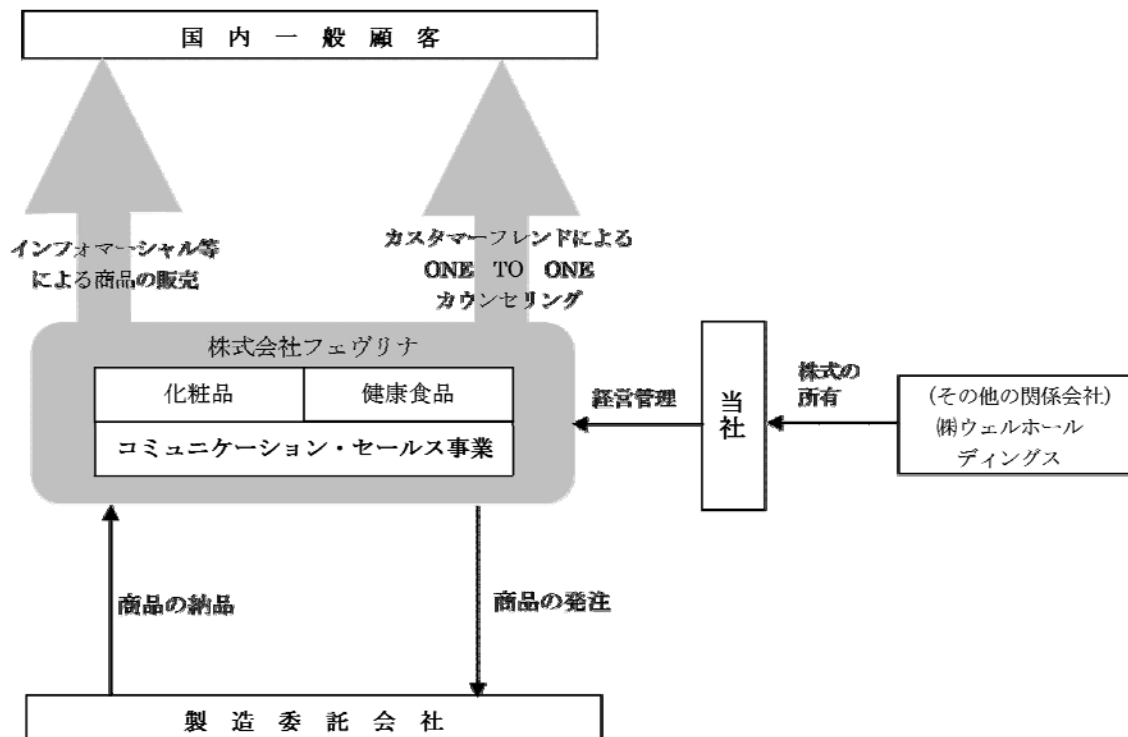 国内一般顧客
インフォマーシャル等
による商品の販売
カスタマーフレンドによる
ONE TO ONE
カウンセリング
株式会社フェヴリナ
化粧品
健康食品
コミュニケーション・セールス事業
経営管理
当社
株式の
所有
(その他の関係会社)
㈱ウェルホール
ディングス
商品の納品
商品の発注
製造委託会社